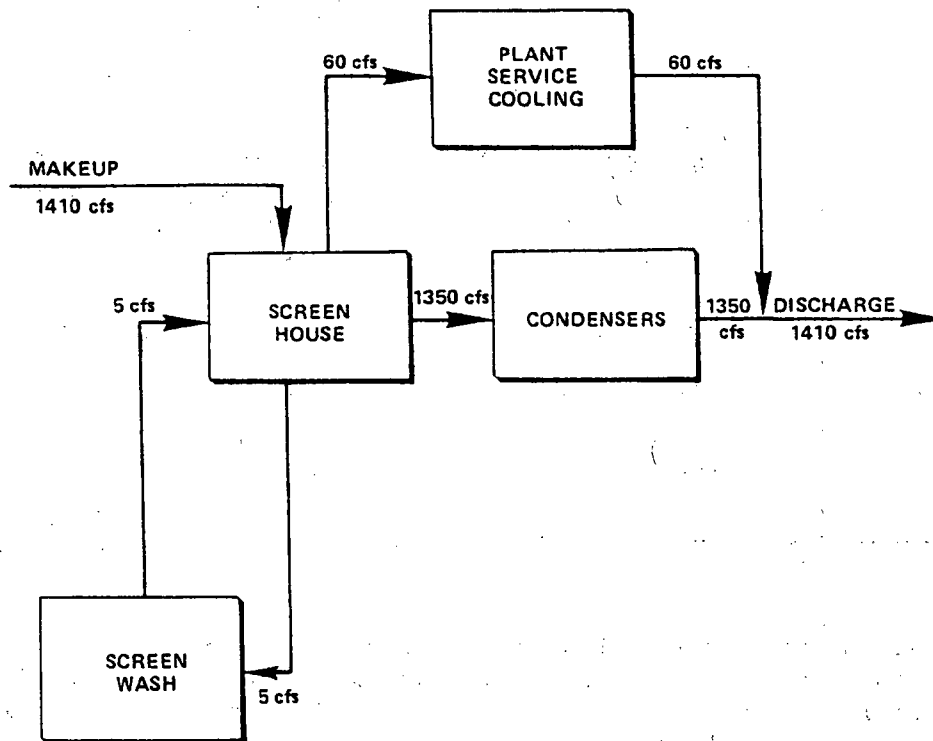 60 cfs
PLANT
SERVICE
COOLING
60 cfs
MAKEUP
1410 cfs
5 cfs
SCREEN
HOUSE
1350 cfs
CONDENSERS
1350
cfs
DISCHARGE
1410 cfs
SCREEN
WASH
5 cfs